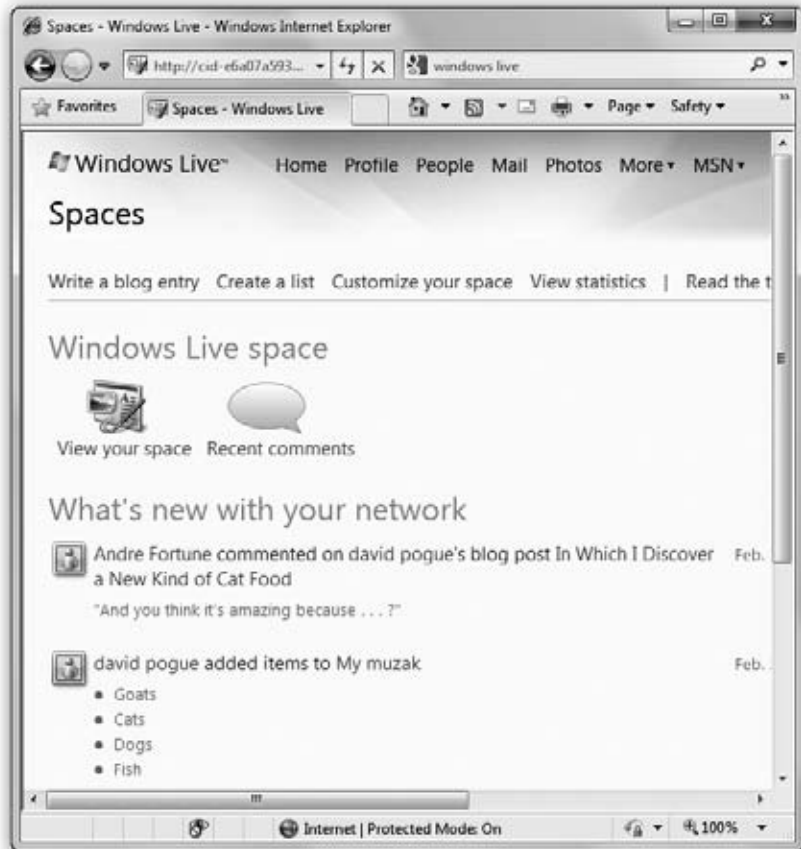 Spaces - Windows Live - Windows Internet Explorer
http://cid-e6a07a593... windows live
Favorites Spaces - Windows Live Page Safety
Windows Live™ Home Profile People Mail Photos More MSN
Spaces
Write a blog entry Create a list Customize your space View statistics | Read the t
Windows Live space
View your space Recent comments
What's new with your network
Andre Fortune commented on david pogue's blog post In Which I Discover Feb.
a New Kind of Cat Food
"And you think it's amazing because . . . ?"
david pogue added items to My muzak Feb.
• Goats
• Cats
• Dogs
• Fish
Internet | Protected Mode: On 100%